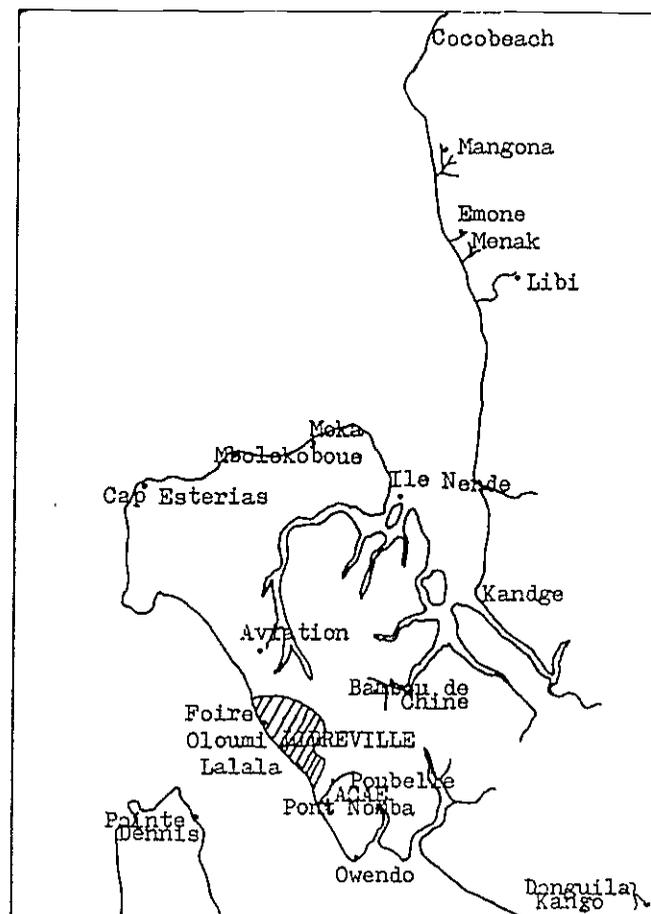 Cocobeach
Mangona
Emone
Menak
Libi
Moka
Mbolokoboue
Ile Nende
Cap Esterias
Kandge
Aviation
Bambou de
Chine
Foire
Oloumi
LIBREVILLE
Lalala
Poubelle
ACAE
Pont Nomba
Pointe
Dennis
Owendo
Donguila
Kango